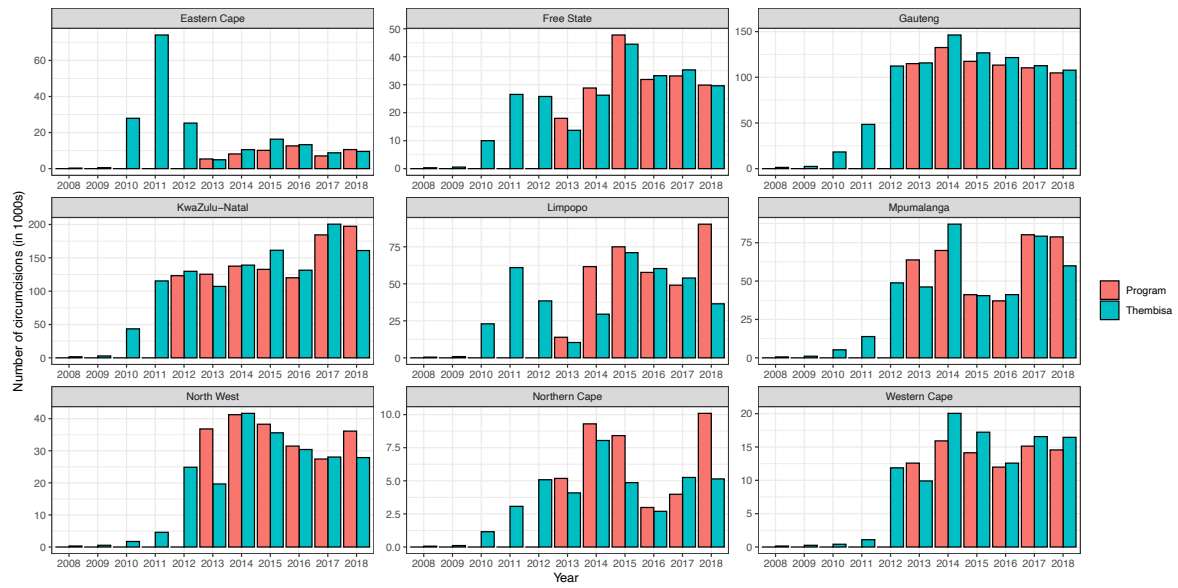 Eastern Cape
Free State
Gauteng
60
40
20
0
50
40
30
20
10
0
150
100
50
0
2008 2009 2010 2011 2012 2013 2014 2015 2016 2017 2018
2008 2009 2010 2011 2012 2013 2014 2015 2016 2017 2018
2008 2009 2010 2011 2012 2013 2014 2015 2016 2017 2018
KwaZulu−Natal
Limpopo
Mpumalanga
200
150
100
50
0
75
50
25
0
75
50
25
0
2008 2009 2010 2011 2012 2013 2014 2015 2016 2017 2018
2008 2009 2010 2011 2012 2013 2014 2015 2016 2017 2018
2008 2009 2010 2011 2012 2013 2014 2015 2016 2017 2018
North West
Northern Cape
Western Cape
40
30
20
10
0
10.0
7.5
5.0
2.5
0.0
20
15
10
5
0
2008 2009 2010 2011 2012 2013 2014 2015 2016 2017 2018
2008 2009 2010 2011 2012 2013 2014 2015 2016 2017 2018
2008 2009 2010 2011 2012 2013 2014 2015 2016 2017 2018
Number of circumcisions (in 1000s)
Year
Program
Thembisa